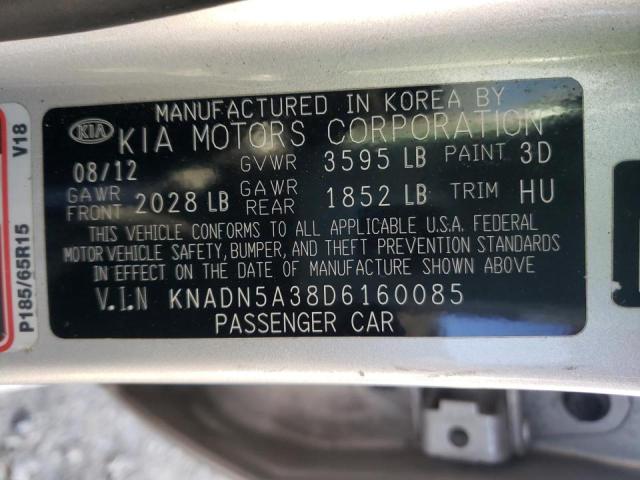 MANUFACTURED IN KOREA BY
KIA KIA MOTORS CORPORATION
08/12 GVWR 3595 LB PAINT 3D
GAWR FRONT 2028 LB GAWR REAR 1852 LB TRIM HU
THIS VEHICLE CONFORMS TO ALL APPLICABLE U.S.A. FEDERAL
MOTOR VEHICLE SAFETY, BUMPER, AND THEFT PREVENTION STANDARDS
IN EFFECT ON THE DATE OF MANUFACTURE SHOWN ABOVE
V.I.N KNADN5A38D6160085
PASSENGER CAR
P185/65R15 V18